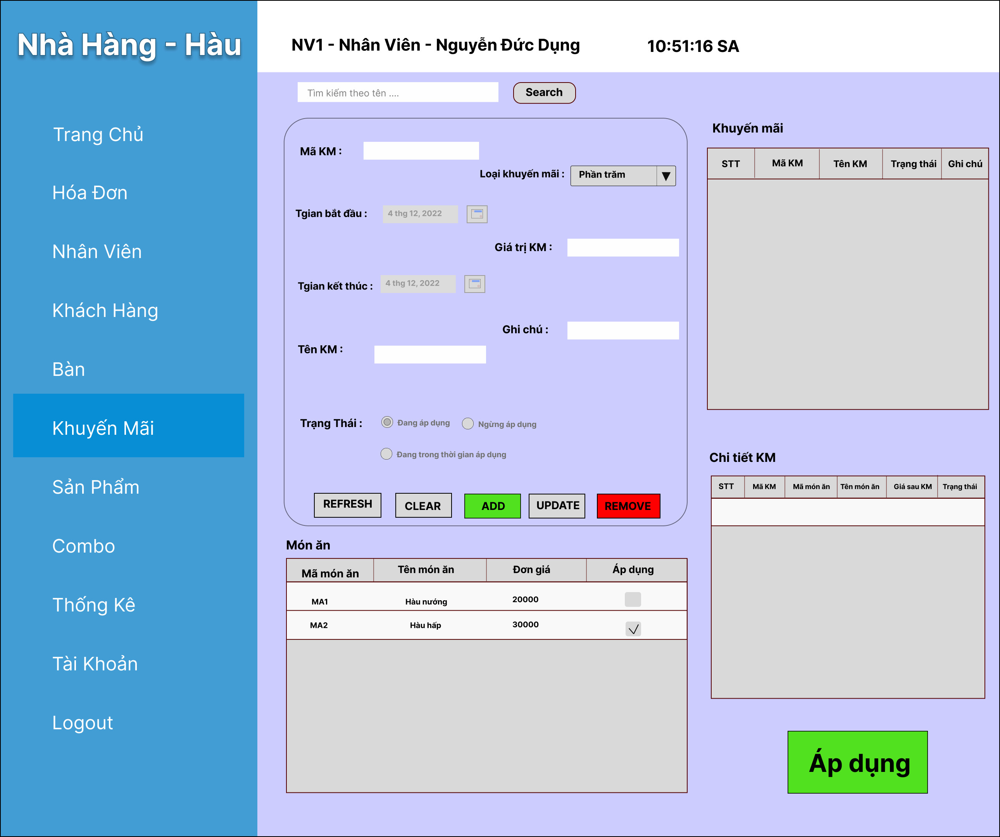 Nhà Hàng - Hàu
Trang Chủ
Hóa Đơn
Nhân Viên
Khách Hàng
Bàn
Khuyến Mãi
Sản Phẩm
Combo
Thống Kê
Tài Khoản
Logout
NV1 - Nhân Viên - Nguyễn Đức Dụng 10:51:16 SA
Tìm kiếm theo tên .... Search
Mã KM :
Loại khuyến mãi : Phần trăm
Tgian bắt đầu : 4 thg 12, 2022
Giá trị KM :
Tgian kết thúc : 4 thg 12, 2022
Ghi chú :
Tên KM :
Trạng Thái : Đang áp dụng Ngừng áp dụng
Đang trong thời gian áp dụng
REFRESH CLEAR ADD UPDATE REMOVE
Món ăn
Mã món ăn Tên món ăn Đơn giá Áp dụng
MA1 Hàu nướng 20000
MA2 Hàu hấp 30000
Khuyến mãi
STT Mã KM Tên KM Trạng thái Ghi chú
Chi tiết KM
STT Mã KM Mã món ăn Tên món ăn Giá sau KM Trạng thái
Áp dụng